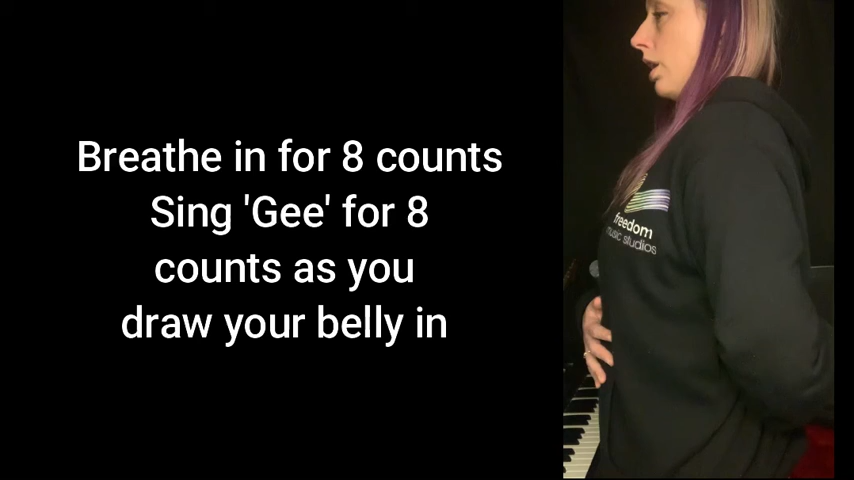 Breathe in for 8 counts
Sing 'Gee' for 8
counts as you
draw your belly in
freedom
music studios